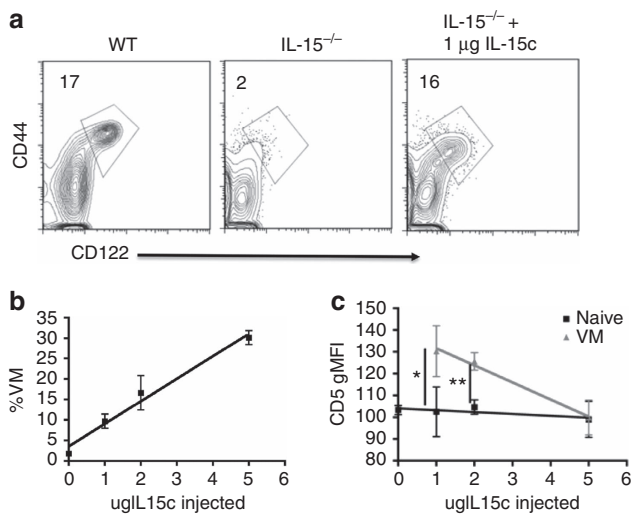 a
WT
IL-15–/–
IL-15–/– +
1 µg IL-15c
17
2
16
CD44
CD122
b
35
30
25
20
15
10
5
0
%VM
0 1 2 3 4 5 6
ugIL15c injected
c
150
140
130
120
110
100
90
80
CD5 gMFI
Naive
VM
*
**
0 1 2 3 4 5 6
ugIL15c injected